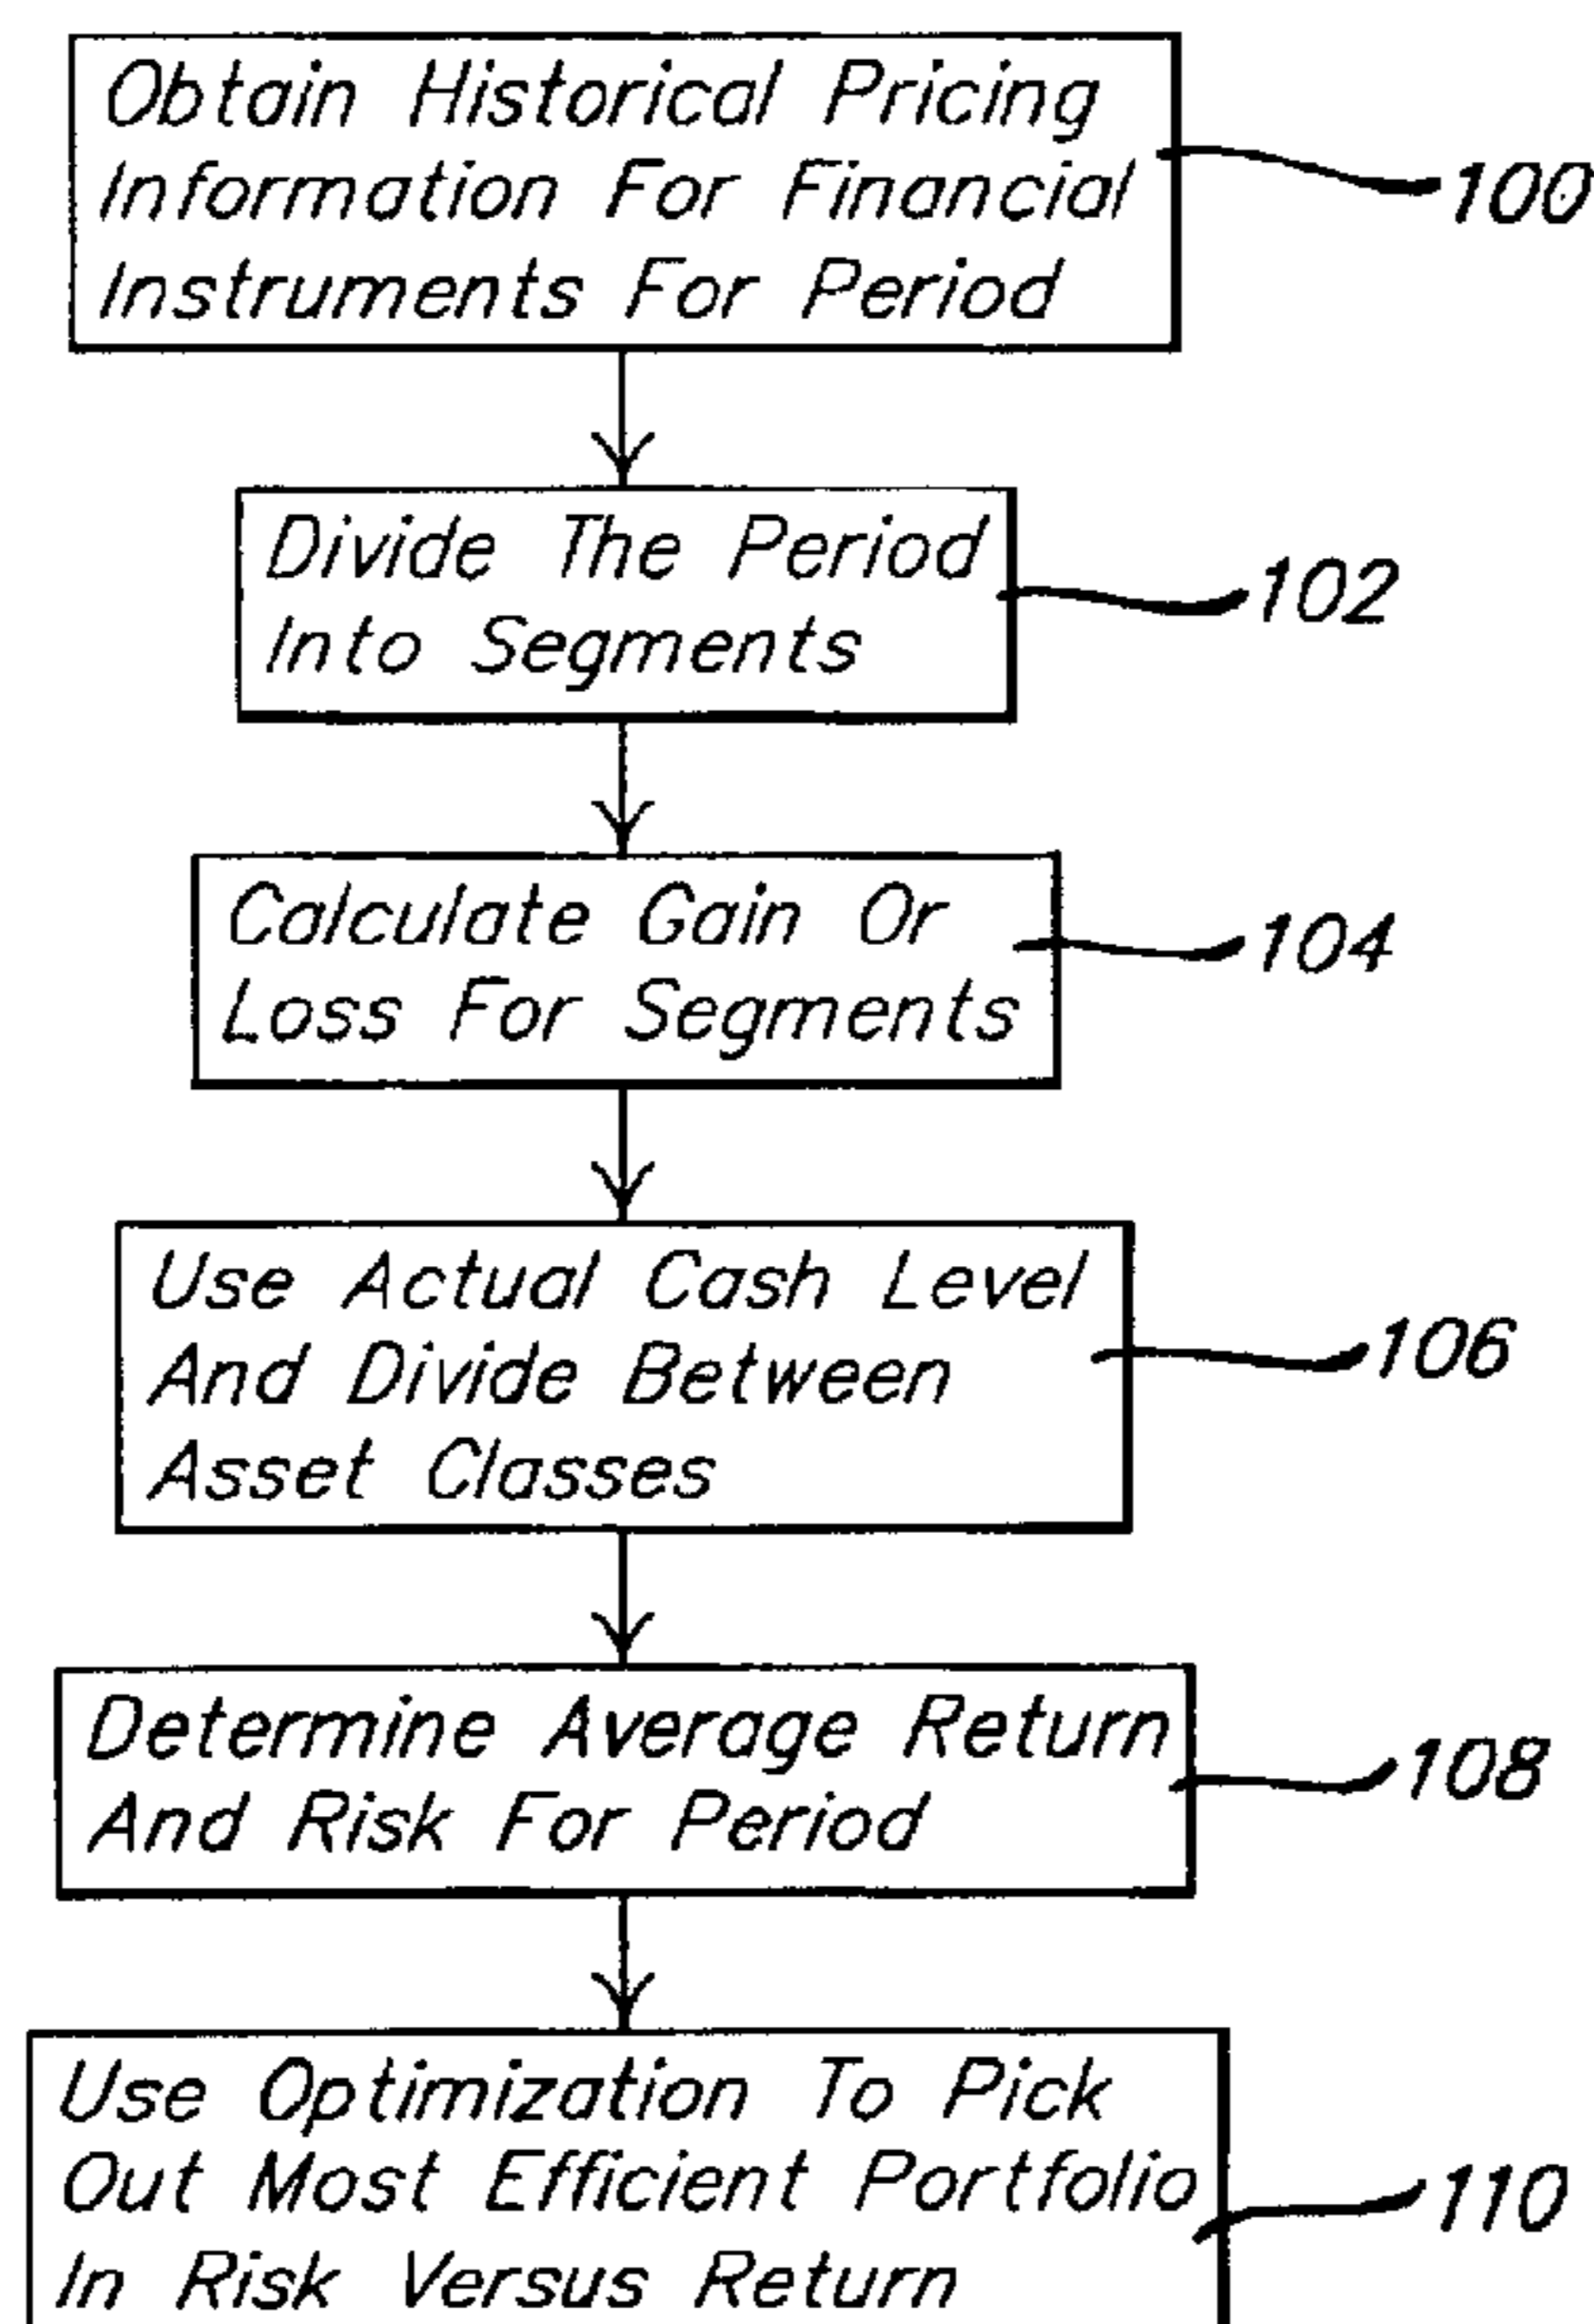 Obtain Historical Pricing
Information For Financial
Instruments For Period
100
Divide The Period
Into Segments
102
Calculate Gain Or
Loss For Segments
104
Use Actual Cash Level
And Divide Between
Asset Classes
106
Determine Average Return
And Risk For Period
108
Use Optimization To Pick
Out Most Efficient Portfolio
In Risk Versus Return
110